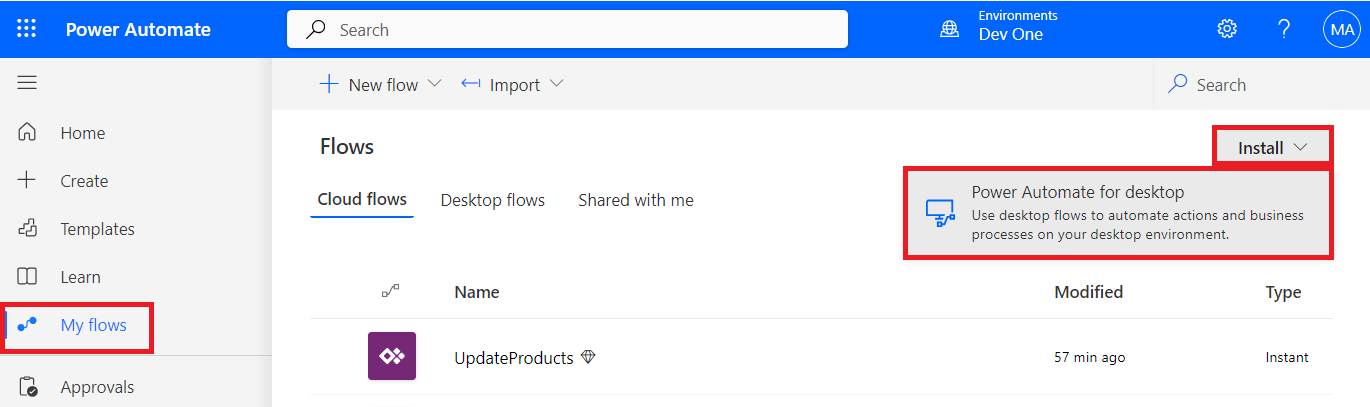 Power Automate
Search
Environments
Dev One
?
MA
New flow
Import
Search
Home
Create
Templates
Learn
My flows
Approvals
Flows
Install
Power Automate for desktop
Use desktop flows to automate actions and business
processes on your desktop environment.
Cloud flows Desktop flows Shared with me
Name Modified Type
UpdateProducts 57 min ago Instant